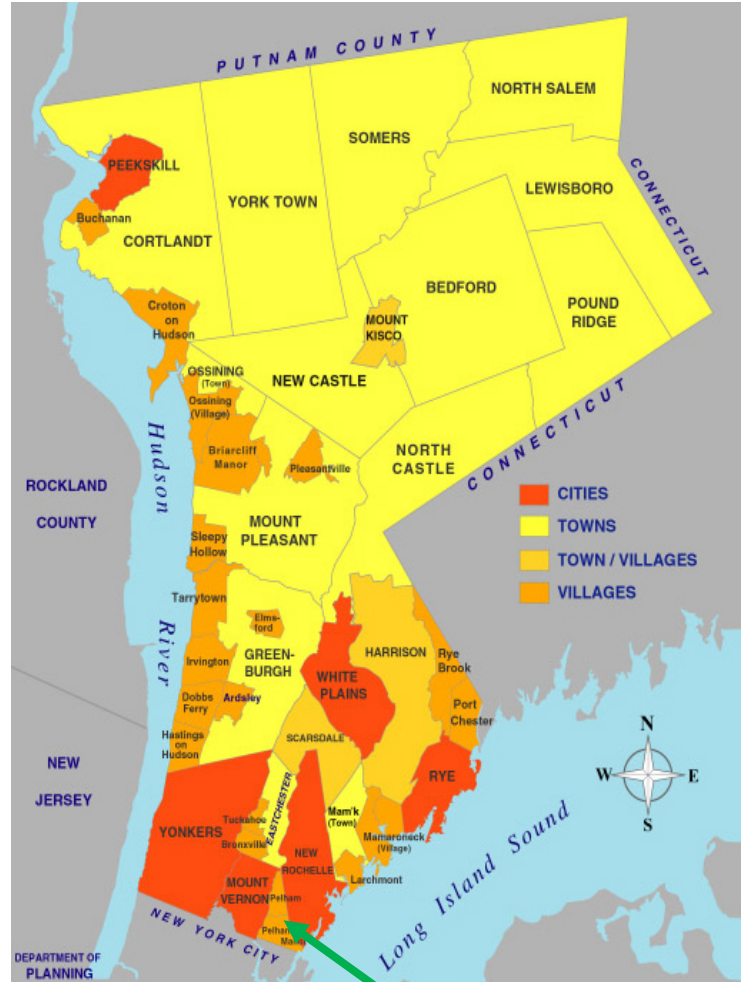 PUTNAM COUNTY
NORTH SALEM
SOMERS
PEEKSKILL
CONNECTICUT
LEWISBORO
YORK TOWN
Buchanan
CORTLANDT
BEDFORD
POUND
RIDGE
Croton
on
Hudson
MOUNT
KISCO
OSSINING
(Town)
NEW CASTLE
Ossining
(Village)
Hudson
Briarcliff
Manor
Pleasantville
NORTH
CASTLE
CONNECTICUT
ROCKLAND
COUNTY
CITIES
TOWNS
TOWN / VILLAGES
VILLAGES
MOUNT
PLEASANT
Sleepy
Hollow
Tarrytown
Elms-
ford
River
GREEN-
BURGH
HARRISON
Rye
Brook
Irvington
WHITE
PLAINS
Dobbs
Ferry
Ardsley
Port
Chester
N
W
E
S
Hastings
on
Hudson
SCARSDALE
NEW
JERSEY
RYE
EASTCHESTER
Mam'k
(Town)
Tuckahoe
YONKERS
Bronxville
Mamaroneck
(Village)
NEW
ROCHELLE
Larchmont
MOUNT
VERNON
Pelham
Long Island Sound
NEW YORK CITY
Pelham
DEPARTMENT OF
PLANNING